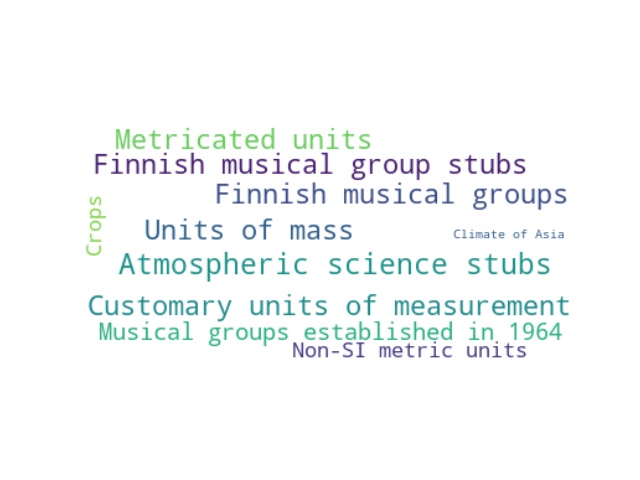 Metricated units
Finnish musical group stubs
Finnish musical groups
Crops
Units of mass
Climate of Asia
Atmospheric science stubs
Customary units of measurement
Musical groups established in 1964
Non-SI metric units